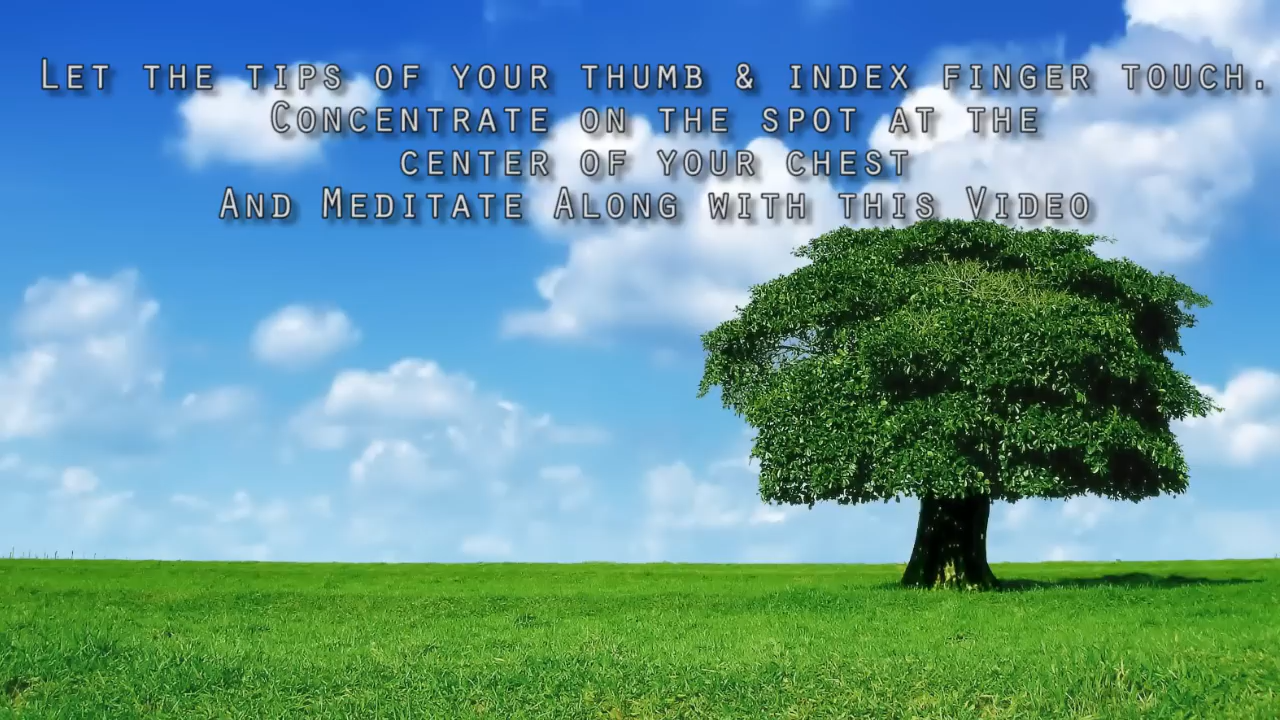 Let the tips of your thumb & index finger touch.
Concentrate on the spot at the
center of your chest
And Meditate Along with this Video